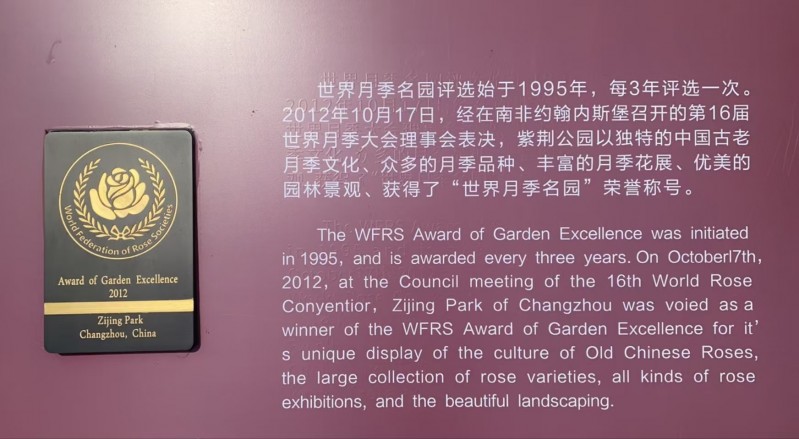 World Federation of Rose Societies
Award of Garden Excellence
2012
Zijing Park
Changzhou, China
世界月季名园评选始于1995年，每3年评选一次。
2012年10月17日，经在南非约翰内斯堡召开的第16届
世界月季大会理事会表决，紫荆公园以独特的中国古老
月季文化、众多的月季品种、丰富的月季花展、优美的
园林景观、获得了“世界月季名园”荣誉称号。
The WFRS Award of Garden Excellence was initiated
in 1995, and is awarded every three years. On Octoberl7th,
2012, at the Council meeting of the 16th World Rose
Conyentior, Zijing Park of Changzhou was voied as a
winner of the WFRS Award of Garden Excellence for it’
s unique display of the culture of Old Chinese Roses,
the large collection of rose varieties, all kinds of rose
exhibitions, and the beautiful landscaping.